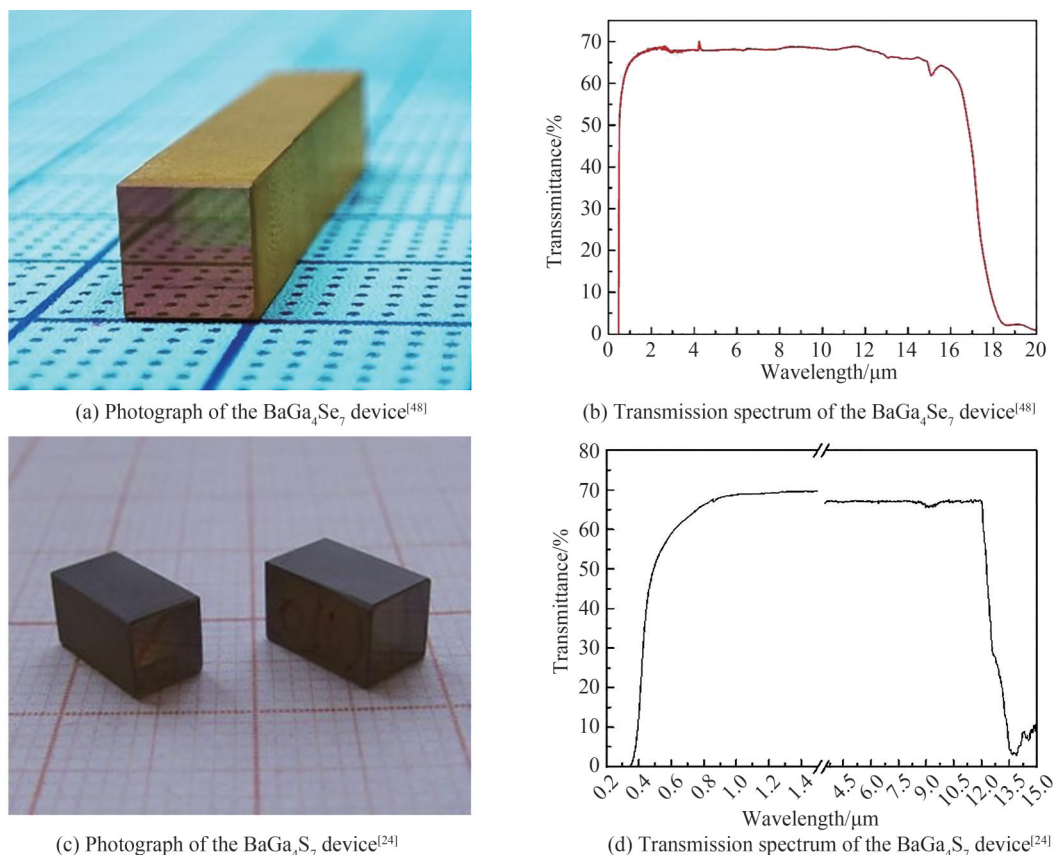 70
60
50
40
30
20
10
0
Transsmittance/%
0 2 4 6 8 10 12 14 16 18 20
Wavelength/μm
(a) Photograph of the BaGa₄Se₇ device[48]
(b) Transmission spectrum of the BaGa₄Se₇ device[48]
80
70
60
50
40
30
20
10
0
Transmittance/%
0.2 0.4 0.6 0.8 1.0 1.2 1.4 4.5 6.0 7.5 9.0 10.5 12.0 13.5 15.0
Wavelength/μm
(c) Photograph of the BaGa₄S₇ device[24]
(d) Transmission spectrum of the BaGa₄S₇ device[24]